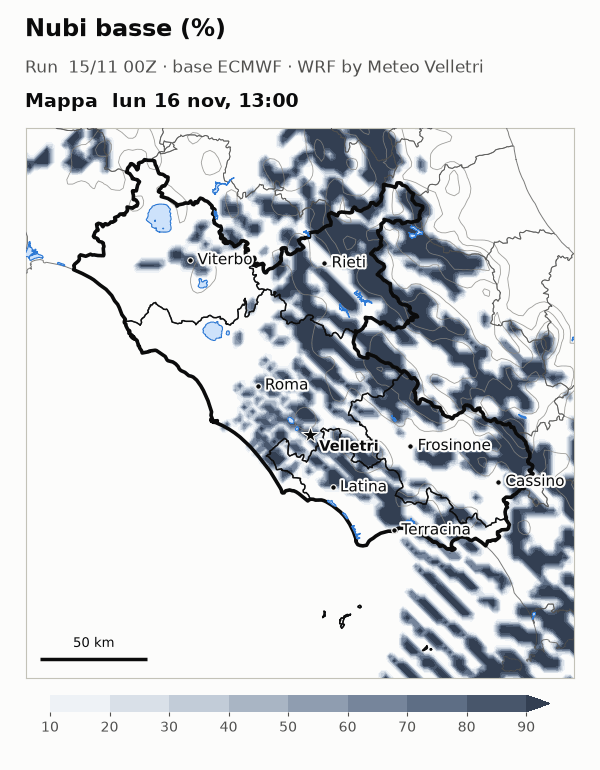 Nubi basse (%)
Run  15/11 00Z · base ECMWF · WRF by Meteo Velletri
Mappa  lun 16 nov, 13:00
Viterbo
Rieti
Roma
Velletri
Frosinone
Latina
Cassino
Terracina
50 km
10 20 30 40 50 60 70 80 90